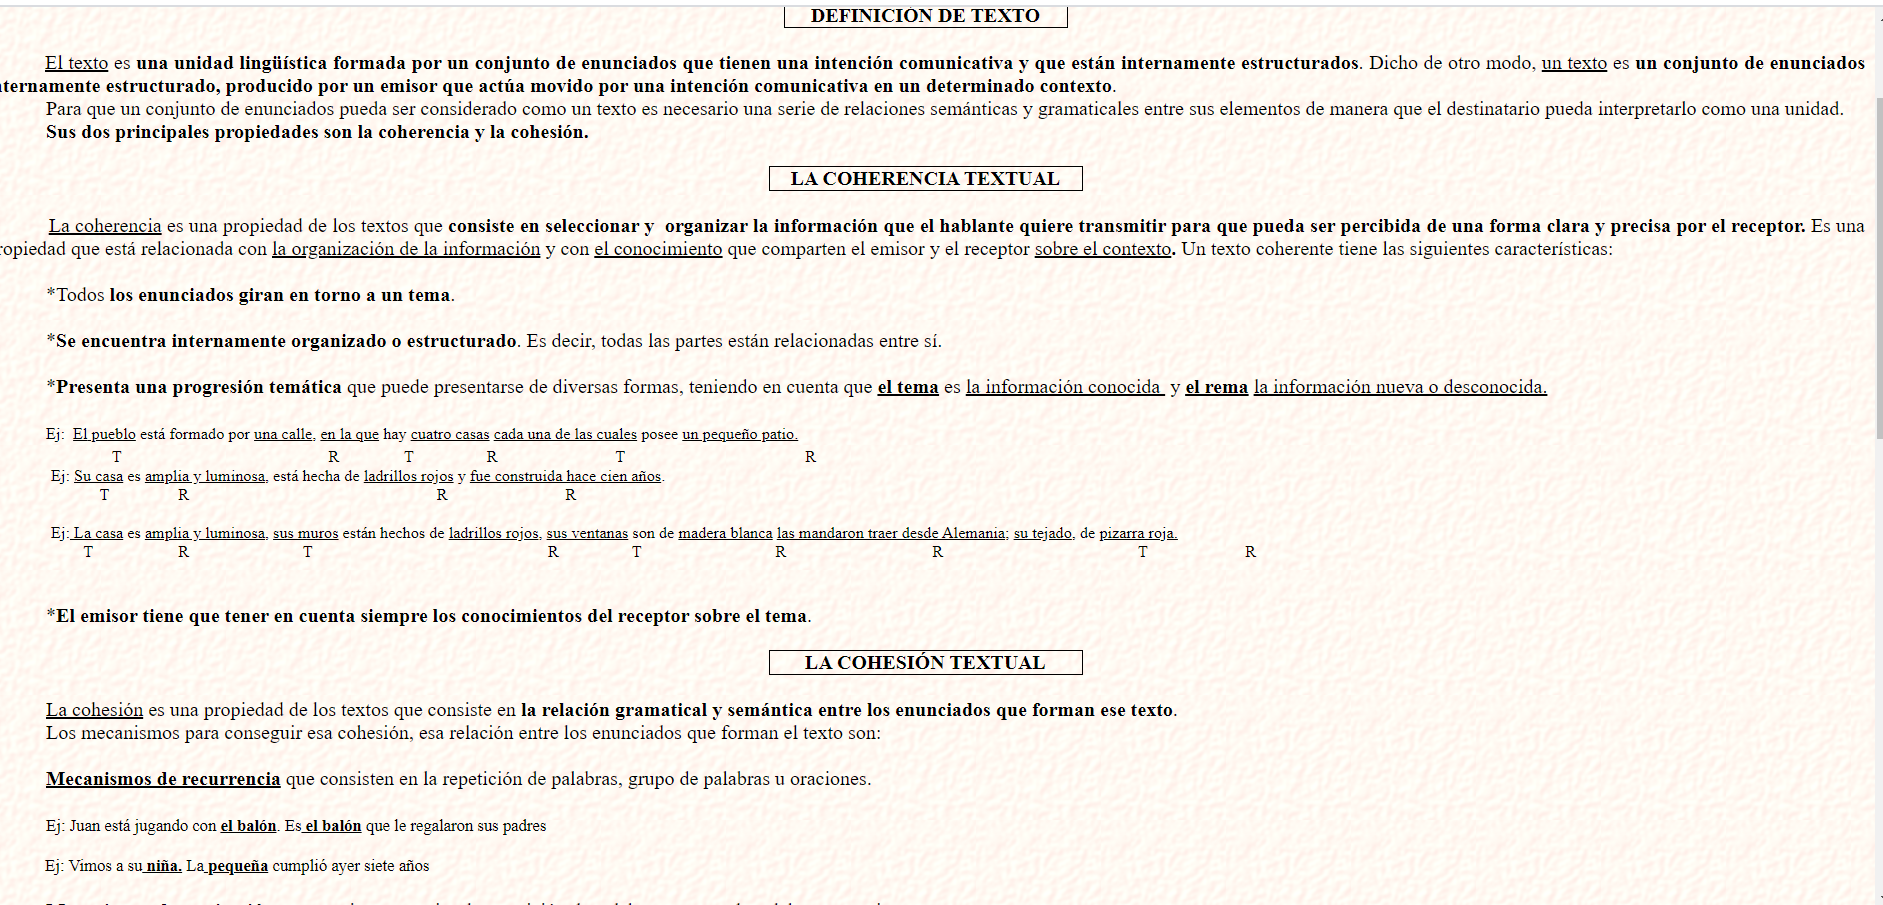 DEFINICIÓN DE TEXTO
El texto es una unidad lingüística formada por un conjunto de enunciados que tienen una intención comunicativa y que están internamente estructurados. Dicho de otro modo, un texto es un conjunto de enunciados
ternamente estructurado, producido por un emisor que actúa movido por una intención comunicativa en un determinado contexto.
Para que un conjunto de enunciados pueda ser considerado como un texto es necesario una serie de relaciones semánticas y gramaticales entre sus elementos de manera que el destinatario pueda interpretarlo como una unidad.
Sus dos principales propiedades son la coherencia y la cohesión.
LA COHERENCIA TEXTUAL
La coherencia es una propiedad de los textos que consiste en seleccionar y organizar la información que el hablante quiere transmitir para que pueda ser percibida de una forma clara y precisa por el receptor. Es una
ropiedad que está relacionada con la organización de la información y con el conocimiento que comparten el emisor y el receptor sobre el contexto. Un texto coherente tiene las siguientes características:
*Todos los enunciados giran en torno a un tema.
*Se encuentra internamente organizado o estructurado. Es decir, todas las partes están relacionadas entre sí.
*Presenta una progresión temática que puede presentarse de diversas formas, teniendo en cuenta que el tema es la información conocida y el rema la información nueva o desconocida.
Ej: El pueblo está formado por una calle, en la que hay cuatro casas cada una de las cuales posee un pequeño patio.
T R T R T R
Ej: Su casa es amplia y luminosa, está hecha de ladrillos rojos y fue construida hace cien años.
T R R R
Ej: La casa es amplia y luminosa, sus muros están hechos de ladrillos rojos, sus ventanas son de madera blanca las mandaron traer desde Alemania; su tejado, de pizarra roja.
T R T R T R R T R
*El emisor tiene que tener en cuenta siempre los conocimientos del receptor sobre el tema.
LA COHESIÓN TEXTUAL
La cohesión es una propiedad de los textos que consiste en la relación gramatical y semántica entre los enunciados que forman ese texto.
Los mecanismos para conseguir esa cohesión, esa relación entre los enunciados que forman el texto son:
Mecanismos de recurrencia que consisten en la repetición de palabras, grupo de palabras u oraciones.
Ej: Juan está jugando con el balón. Es el balón que le regalaron sus padres
Ej: Vimos a su niña. La pequeña cumplió ayer siete años